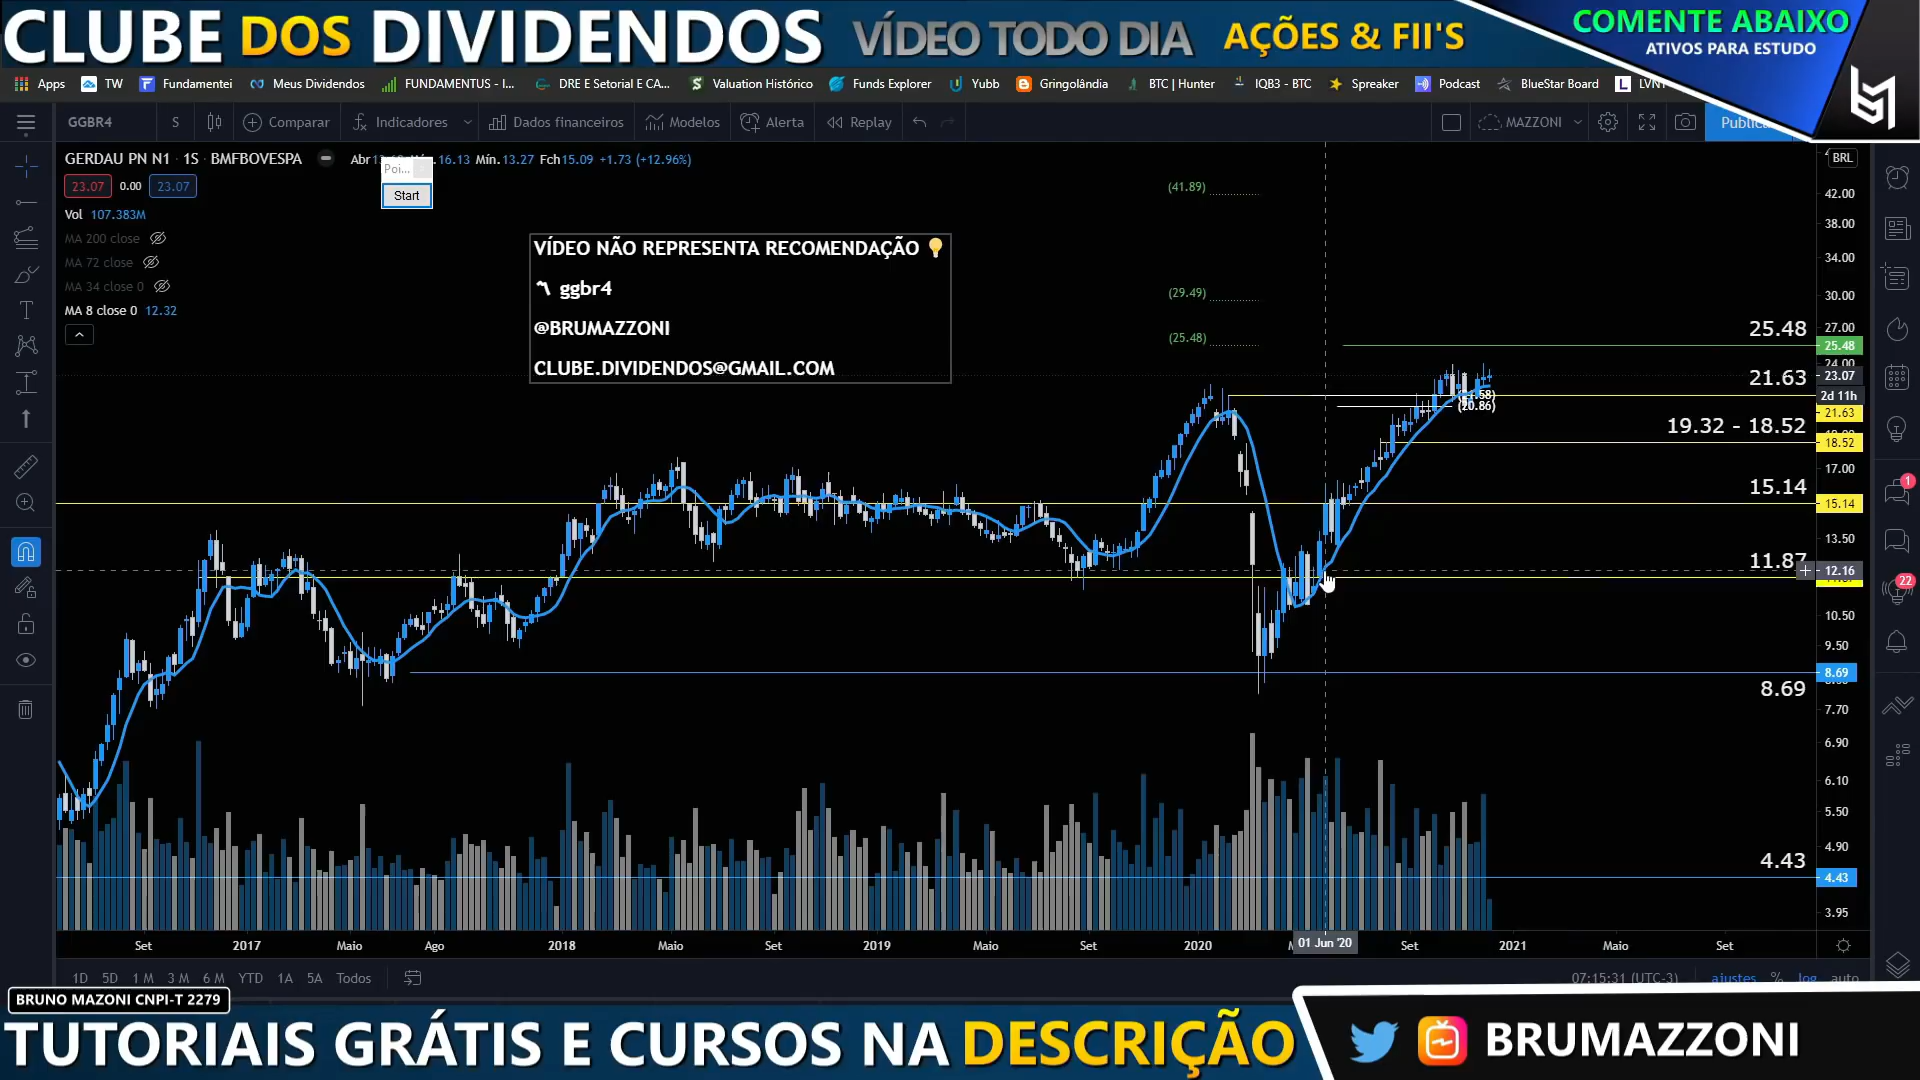 CLUBE DOS DIVIDENDOS VÍDEO TODO DIA AÇÕES & FII'S
COMENTE ABAIXO
ATIVOS PARA ESTUDO
Apps TW Fundamentei Meus Dividendos FUNDAMENTUS - I... DRE E Setorial E CA... Valuation Histórico Funds Explorer Yubb Gringolândia BTC | Hunter IQB3 - BTC Spreaker Podcast BlueStar Board
GGBR4 S Comparar Indicadores Dados financeiros Modelos Alerta Replay MAZZONI
GERDAU PN N1 · 1S · BMFBOVESPA
16.13 Mín.13.27 Fch15.09 +1.73 (+12.96%)
Poi...
Start
23.07 0.00 23.07
Vol 107.383M
MA 200 close
MA 72 close
MA 34 close 0
MA 8 close 0 12.32
VÍDEO NÃO REPRESENTA RECOMENDAÇÃO
ggbr4
@BRUMAZZONI
CLUBE.DIVIDENDOS@GMAIL.COM
(41.89)
(29.49)
(25.48)
(20.86)
25.48
21.63
19.32 - 18.52
15.14
11.87
8.69
4.43
BRL
42.00
38.00
34.00
30.00
27.00
25.48
24.00
23.07
2d 11h
21.63
18.52
17.00
15.14
13.50
12.16
10.50
9.50
8.69
7.70
6.90
6.10
5.50
4.90
4.43
3.95
1
22
Set 2017 Maio Ago 2018 Maio Set 2019 Maio Set 2020 01 Jun '20 Set 2021 Maio Set
1D 5D 1 M 3 M 6 M YTD 1A 5A Todos
07:15:31 (UTC-3) ajustes % log auto
BRUNO MAZONI CNPI-T 2279
TUTORIAIS GRÁTIS E CURSOS NA DESCRIÇÃO
BRUMAZZONI